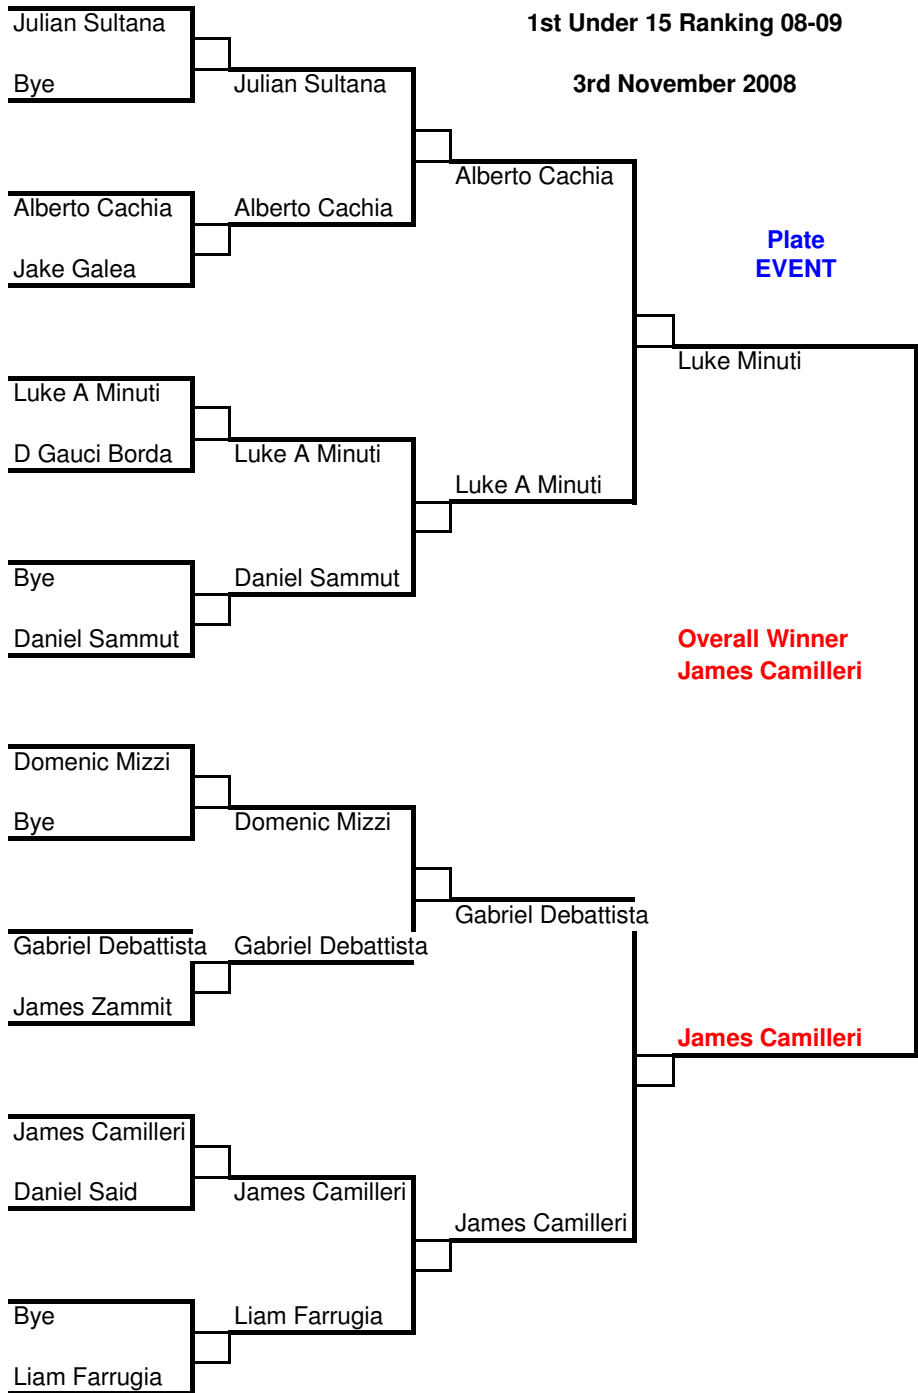 Julian Sultana
1st Under 15 Ranking 08-09
Bye
Julian Sultana
3rd November 2008
Alberto Cachia
Alberto Cachia
Alberto Cachia
Plate
EVENT
Jake Galea
Luke Minuti
Luke A Minuti
D Gauci Borda
Luke A Minuti
Luke A Minuti
Bye
Daniel Sammut
Daniel Sammut
Overall Winner
James Camilleri
Domenic Mizzi
Bye
Domenic Mizzi
Gabriel Debattista
Gabriel Debattista
Gabriel Debattista
James Zammit
James Camilleri
James Camilleri
Daniel Said
James Camilleri
James Camilleri
Bye
Liam Farrugia
Liam Farrugia